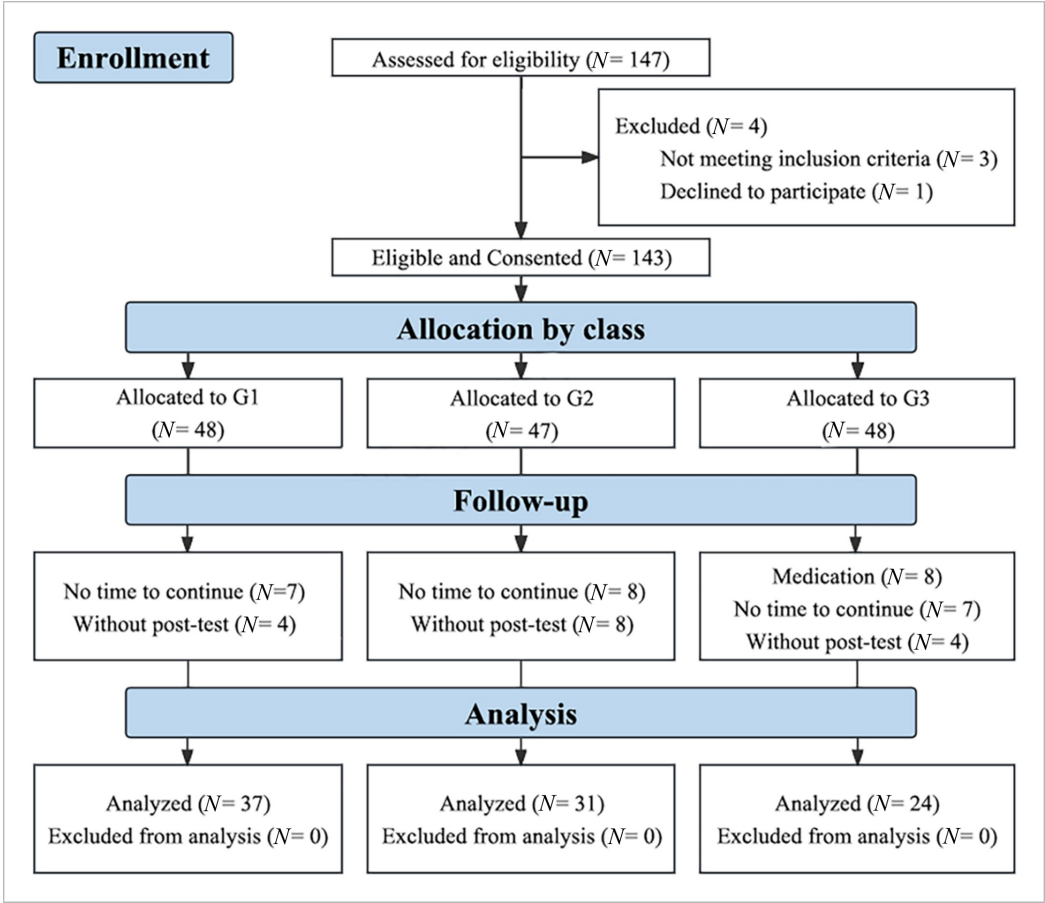 Enrollment
Assessed for eligibility (N= 147)
Excluded (N= 4)
Not meeting inclusion criteria (N= 3)
Declined to participate (N= 1)
Eligible and Consented (N= 143)
Allocation by class
Allocated to G1
(N= 48)
Allocated to G2
(N= 47)
Allocated to G3
(N= 48)
Follow-up
No time to continue (N=7)
Without post-test (N= 4)
No time to continue (N= 8)
Without post-test (N= 8)
Medication (N= 8)
No time to continue (N= 7)
Without post-test (N= 4)
Analysis
Analyzed (N= 37)
Excluded from analysis (N= 0)
Analyzed (N= 31)
Excluded from analysis (N= 0)
Analyzed (N= 24)
Excluded from analysis (N= 0)